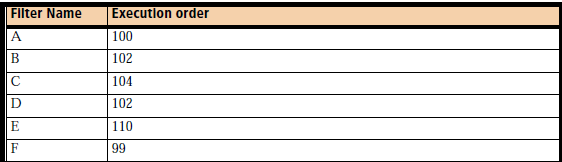 Filter Name Execution order
A 100
B 102
C 104
D 102
E 110
F 99